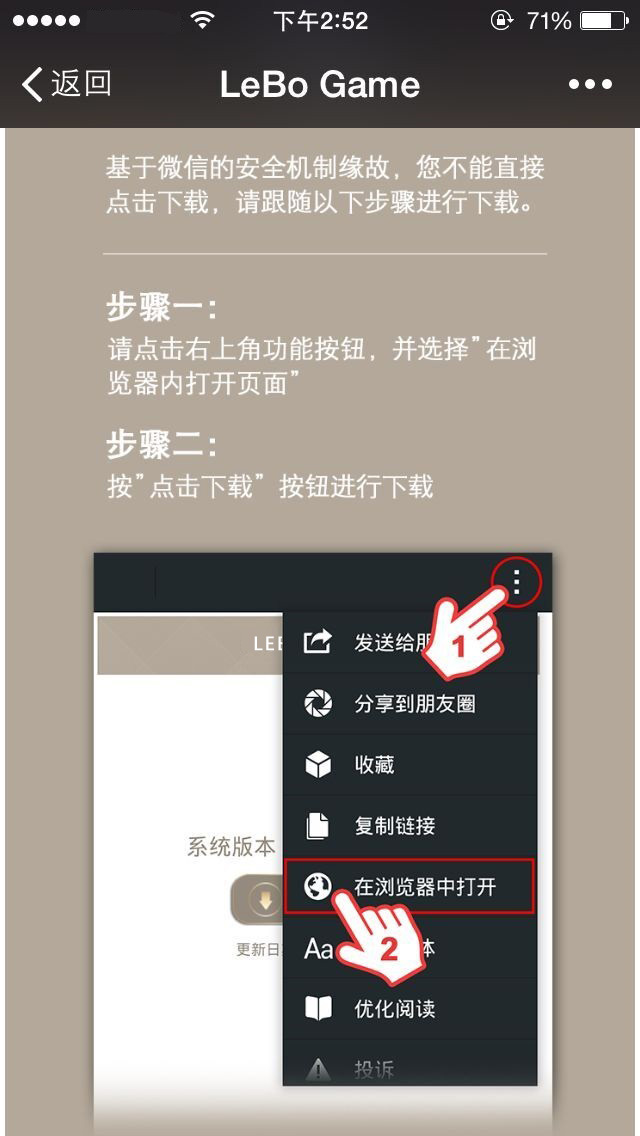 下午2:52
71%
返回
LeBo Game
基于微信的安全机制缘故，您不能直接
点击下载，请跟随以下步骤进行下载。
步骤一：
请点击右上角功能按钮，并选择”在浏
览器内打开页面”
步骤二：
按”点击下载” 按钮进行下载
1
LEB
发送给朋
分享到朋友圈
收藏
复制链接
系统版本
在浏览器中打开
更新日
Aa
2
体
优化阅读
投诉